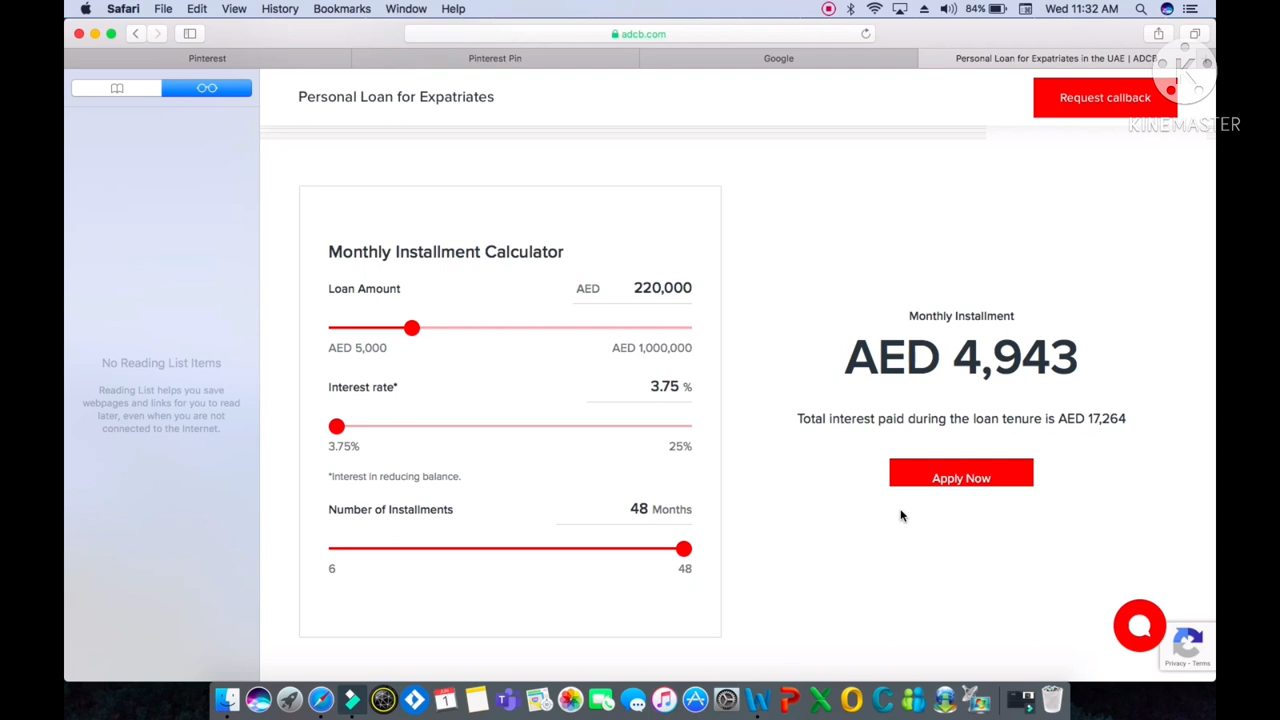 Safari File Edit View History Bookmarks Window Help 84% Wed 11:32 AM
adcb.com
Pinterest Pinterest Pin Google Personal Loan for Expatriates in the UAE | ADCB
Personal Loan for Expatriates
Request callback
KINEMASTER
Monthly Installment Calculator
Loan Amount AED 220,000
AED 5,000 AED 1,000,000
Interest rate* 3.75 %
3.75% 25%
*Interest in reducing balance.
Number of Installments 48 Months
6 48
Monthly Installment
AED 4,943
Total interest paid during the loan tenure is AED 17,264
Apply Now
No Reading List Items
Reading List helps you save
webpages and links for you to read
later, even when you are not
connected to the Internet.
Privacy - Terms